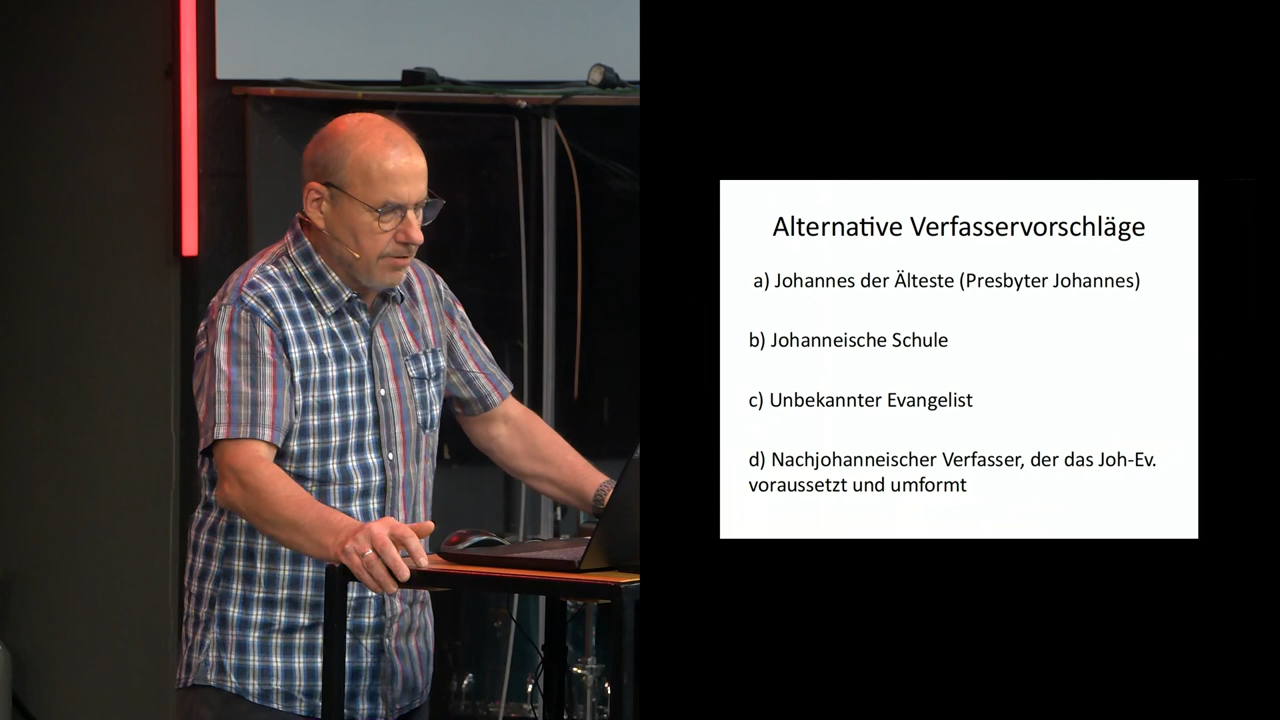 Alternative Verfasservorschläge
a) Johannes der Älteste (Presbyter Johannes)
b) Johanneische Schule
c) Unbekannter Evangelist
d) Nachjohanneischer Verfasser, der das Joh-Ev.
voraussetzt und umformt